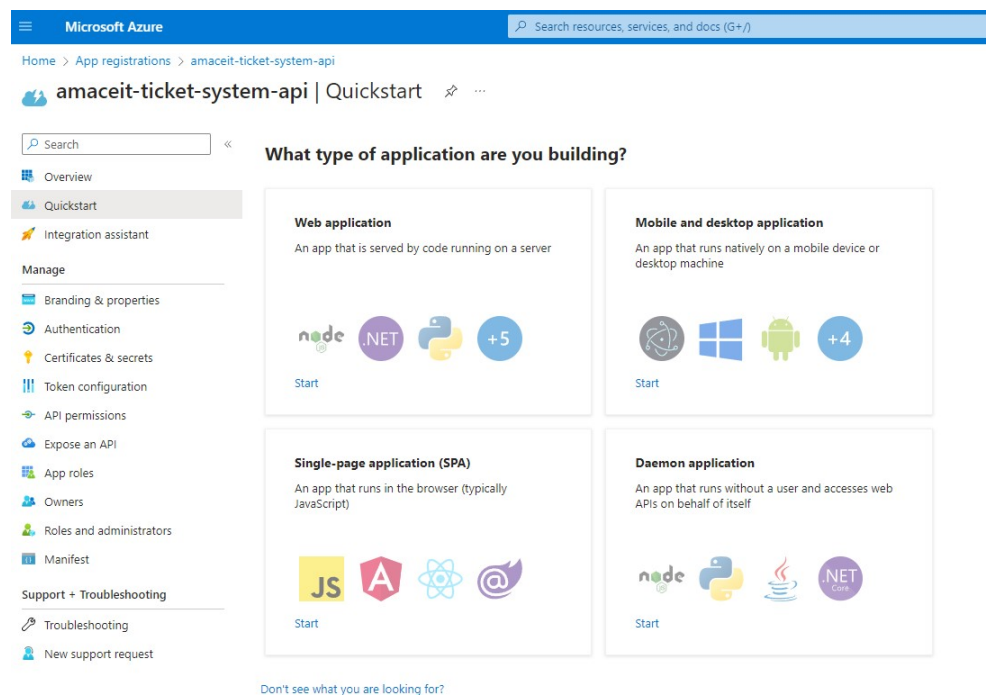 Microsoft Azure
Search resources, services, and docs (G+/)
Home > App registrations > amaceit-ticket-system-api
amaceit-ticket-system-api | Quickstart
Search
«
Overview
Quickstart
Integration assistant
Manage
Branding & properties
Authentication
Certificates & secrets
Token configuration
API permissions
Expose an API
App roles
Owners
Roles and administrators
Manifest
Support + Troubleshooting
Troubleshooting
New support request
What type of application are you building?
Web application
An app that is served by code running on a server
node
JS
.NET
+5
Start
Mobile and desktop application
An app that runs natively on a mobile device or
desktop machine
+4
Start
Single-page application (SPA)
An app that runs in the browser (typically
JavaScript)
JS
A
@
Start
Daemon application
An app that runs without a user and accesses web
APIs on behalf of itself
node
JS
.NET
Core
Start
Don't see what you are looking for?